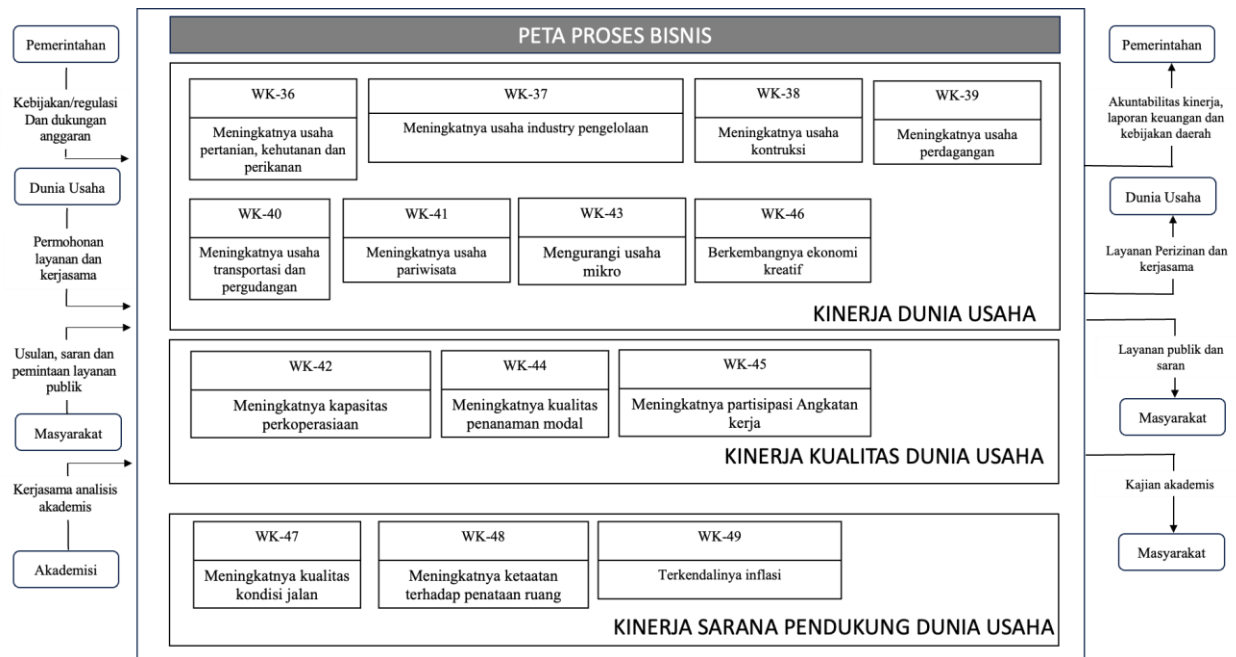 PETA PROSES BISNIS
Pemerintahan
Kebijakan/regulasi
Dan dukungan
anggaran
Dunia Usaha
Permohonan
layanan dan
kerjasama
Usulan, saran dan
pemintaan layanan
publik
Masyarakat
Kerjasama analisis
akademis
Akademisi
WK-36
Meningkatnya usaha
pertanian, kehutanan dan
perikanan
WK-37
Meningkatnya usaha industry pengelolaan
WK-38
Meningkatnya usaha
kontruksi
WK-39
Meningkatnya usaha
perdagangan
WK-40
Meningkatnya usaha
transportasi dan
pergudangan
WK-41
Meningkatnya usaha
pariwisata
WK-43
Mengurangi usaha
mikro
WK-46
Berkembangnya ekonomi
kreatif
KINERJA DUNIA USAHA
WK-42
Meningkatnya kapasitas
perkoperasiaan
WK-44
Meningkatnya kualitas
penanaman modal
WK-45
Meningkatnya partisipasi Angkatan
kerja
KINERJA KUALITAS DUNIA USAHA
WK-47
Meningkatnya kualitas
kondisi jalan
WK-48
Meningkatnya ketaatan
terhadap penataan ruang
WK-49
Terkendalinya inflasi
KINERJA SARANA PENDUKUNG DUNIA USAHA
Pemerintahan
Akuntabilitas kinerja,
laporan keuangan dan
kebijakan daerah
Dunia Usaha
Layanan Perizinan dan
kerjasama
Layanan publik dan
saran
Masyarakat
Kajian akademis
Masyarakat